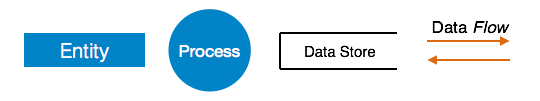 Entity
Process
Data Store
Data Flow